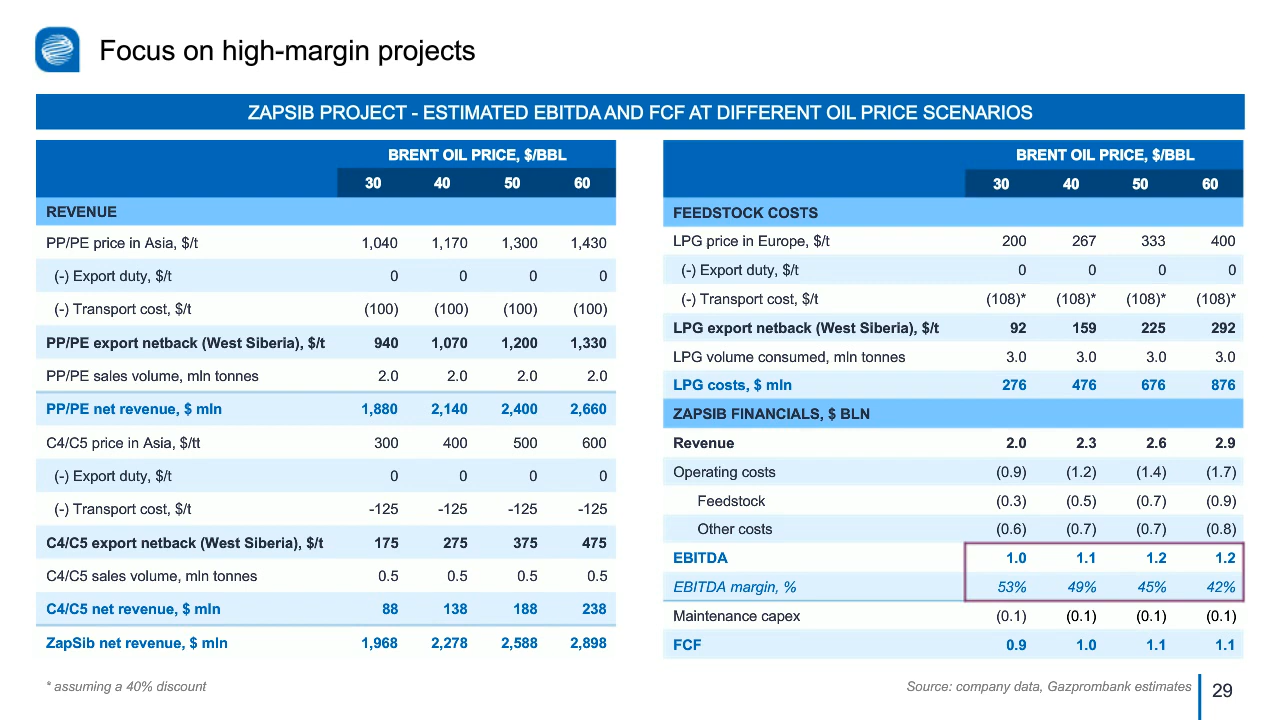 Focus on high-margin projects
ZAPSIB PROJECT - ESTIMATED EBITDA AND FCF AT DIFFERENT OIL PRICE SCENARIOS
BRENT OIL PRICE, $/BBL
30 40 50 60
REVENUE
PP/PE price in Asia, $/t 1,040 1,170 1,300 1,430
(-) Export duty, $/t 0 0 0 0
(-) Transport cost, $/t (100) (100) (100) (100)
PP/PE export netback (West Siberia), $/t 940 1,070 1,200 1,330
PP/PE sales volume, mln tonnes 2.0 2.0 2.0 2.0
PP/PE net revenue, $ mln 1,880 2,140 2,400 2,660
C4/C5 price in Asia, $/tt 300 400 500 600
(-) Export duty, $/t 0 0 0 0
(-) Transport cost, $/t -125 -125 -125 -125
C4/C5 export netback (West Siberia), $/t 175 275 375 475
C4/C5 sales volume, mln tonnes 0.5 0.5 0.5 0.5
C4/C5 net revenue, $ mln 88 138 188 238
ZapSib net revenue, $ mln 1,968 2,278 2,588 2,898
BRENT OIL PRICE, $/BBL
30 40 50 60
FEEDSTOCK COSTS
LPG price in Europe, $/t 200 267 333 400
(-) Export duty, $/t 0 0 0 0
(-) Transport cost, $/t (108)* (108)* (108)* (108)*
LPG export netback (West Siberia), $/t 92 159 225 292
LPG volume consumed, mln tonnes 3.0 3.0 3.0 3.0
LPG costs, $ mln 276 476 676 876
ZAPSIB FINANCIALS, $ BLN
Revenue 2.0 2.3 2.6 2.9
Operating costs (0.9) (1.2) (1.4) (1.7)
Feedstock (0.3) (0.5) (0.7) (0.9)
Other costs (0.6) (0.7) (0.7) (0.8)
EBITDA 1.0 1.1 1.2 1.2
EBITDA margin, % 53% 49% 45% 42%
Maintenance capex (0.1) (0.1) (0.1) (0.1)
FCF 0.9 1.0 1.1 1.1
* assuming a 40% discount
Source: company data, Gazprombank estimates
29